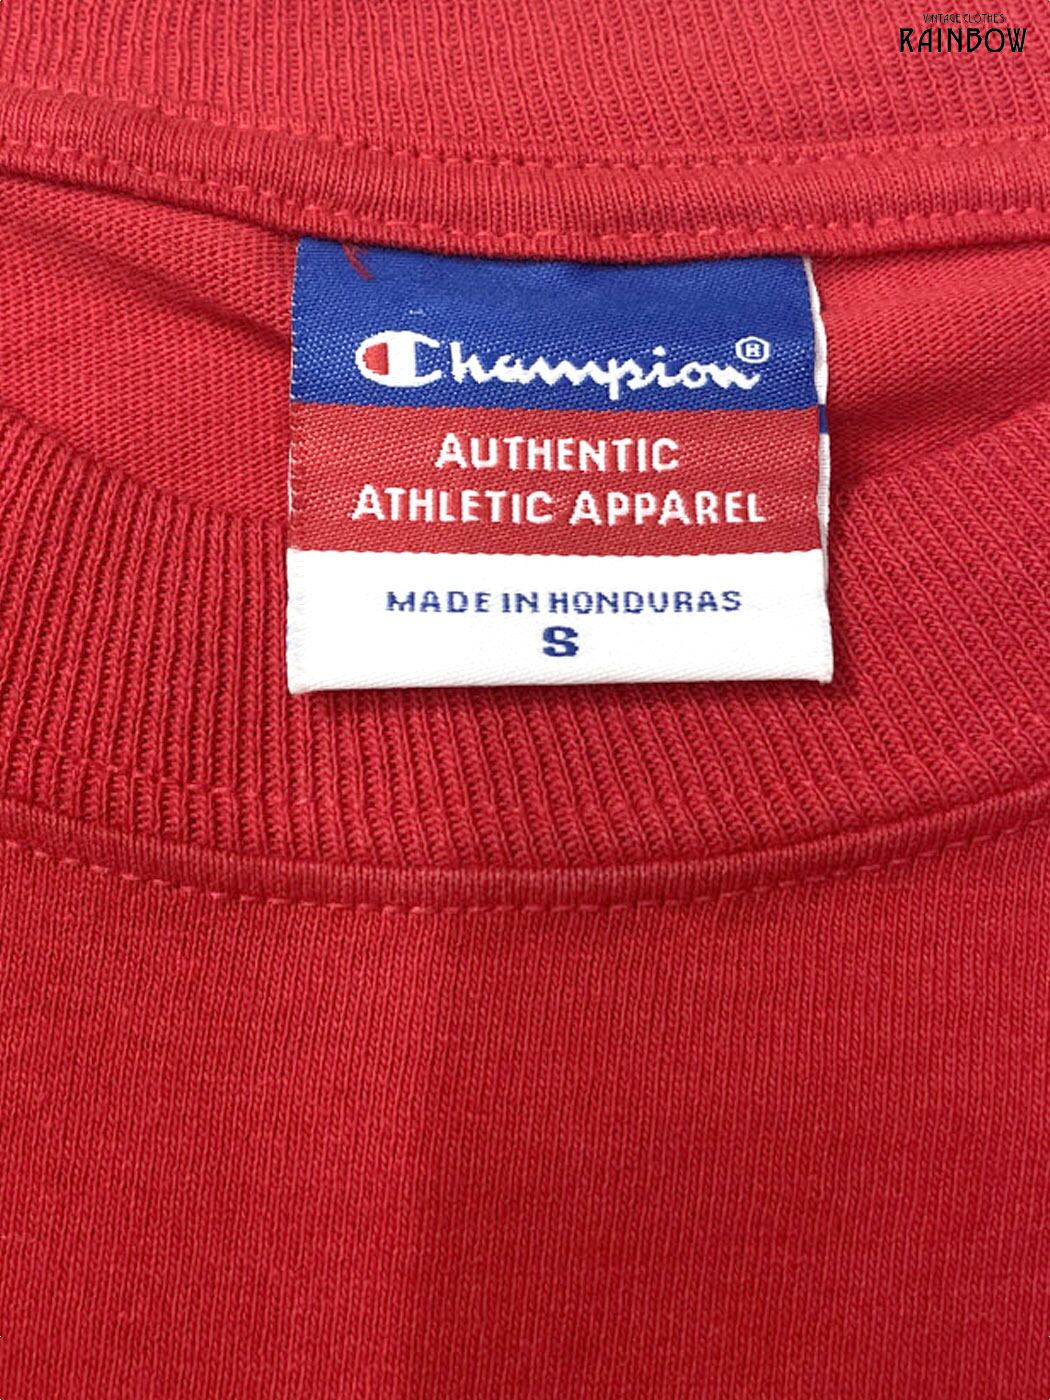 VINTAGE CLOTHES
RAINBOW
Champion®
AUTHENTIC
ATHLETIC APPAREL
MADE IN HONDURAS
S